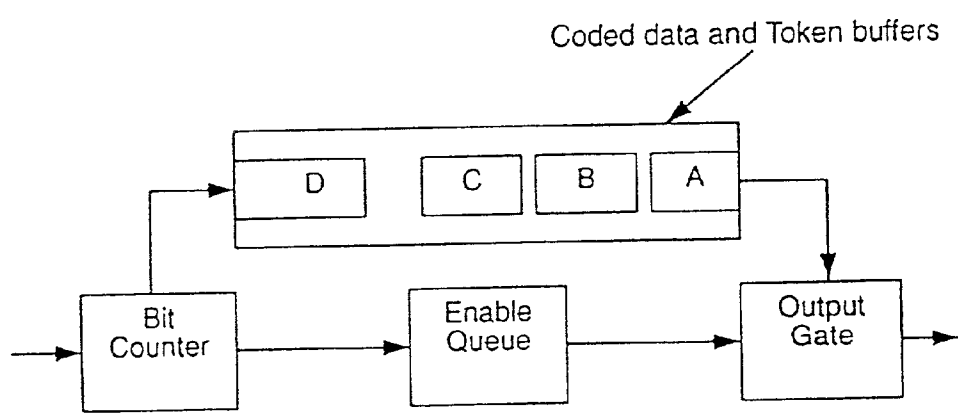 Coded data and Token buffers
D
C
B
A
Bit
Counter
Enable
Queue
Output
Gate